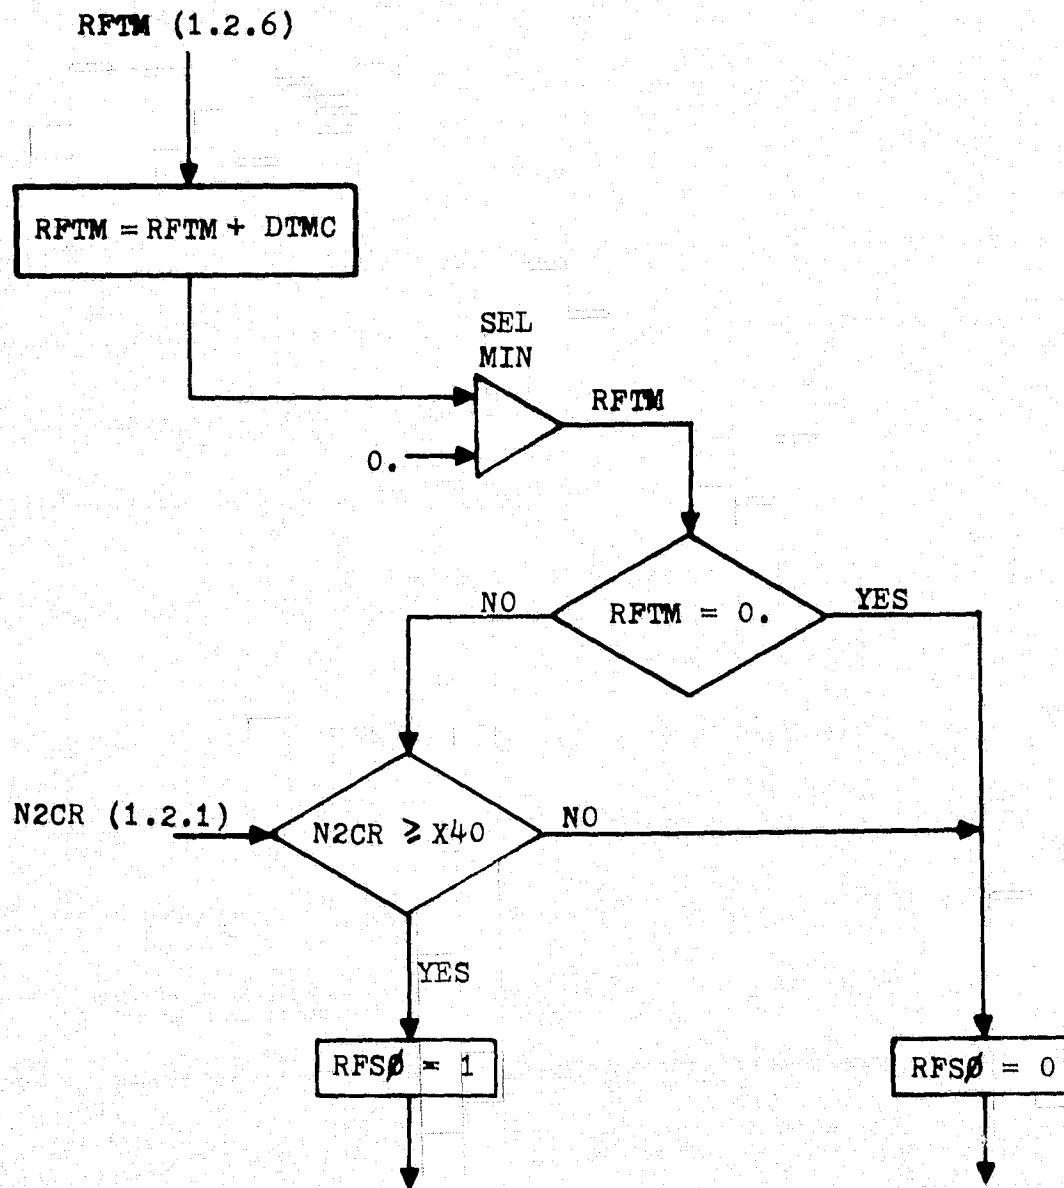 RFTM (1.2.6)
RFTM = RFTM + DTMC
SEL
MIN
RFTM
0.
NO
RFTM = 0.
YES
N2CR (1.2.1)
N2CR ⩾ X40
NO
YES
RFSØ = 1
RFSØ = 0